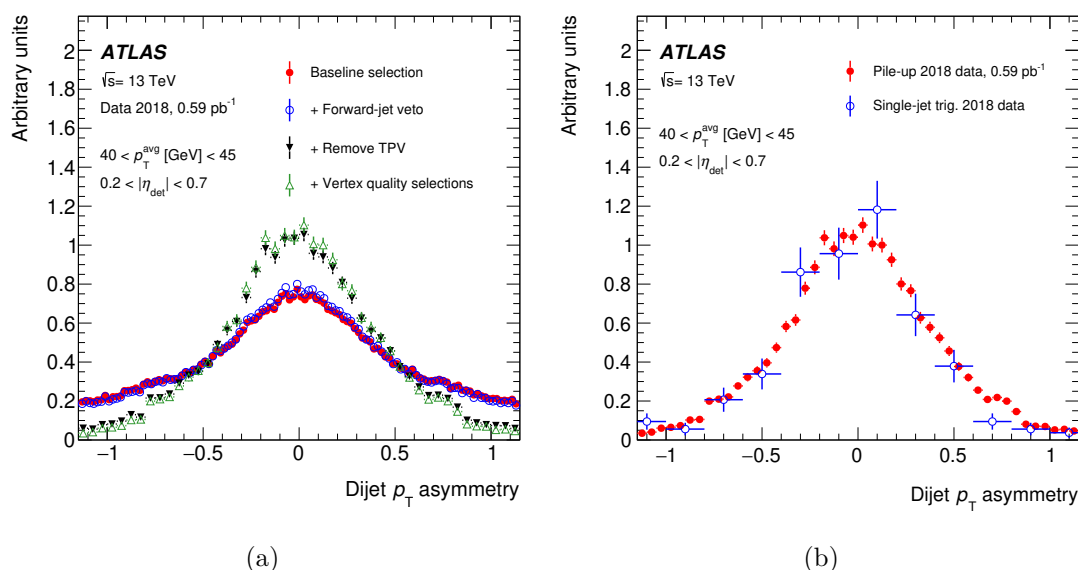 Arbitrary units
ATLAS
√s= 13 TeV
Data 2018, 0.59 pb⁻¹
40 < p_T^avg [GeV] < 45
0.2 < |η_det| < 0.7
Baseline selection
+ Forward-jet veto
+ Remove TPV
+ Vertex quality selections
2
1.8
1.6
1.4
1.2
1
0.8
0.6
0.4
0.2
0
−1 −0.5 0 0.5 1
Dijet p_T asymmetry
(a)
Arbitrary units
ATLAS
√s= 13 TeV
40 < p_T^avg [GeV] < 45
0.2 < |η_det| < 0.7
Pile-up 2018 data, 0.59 pb⁻¹
Single-jet trig. 2018 data
2
1.8
1.6
1.4
1.2
1
0.8
0.6
0.4
0.2
0
−1 −0.5 0 0.5 1
Dijet p_T asymmetry
(b)